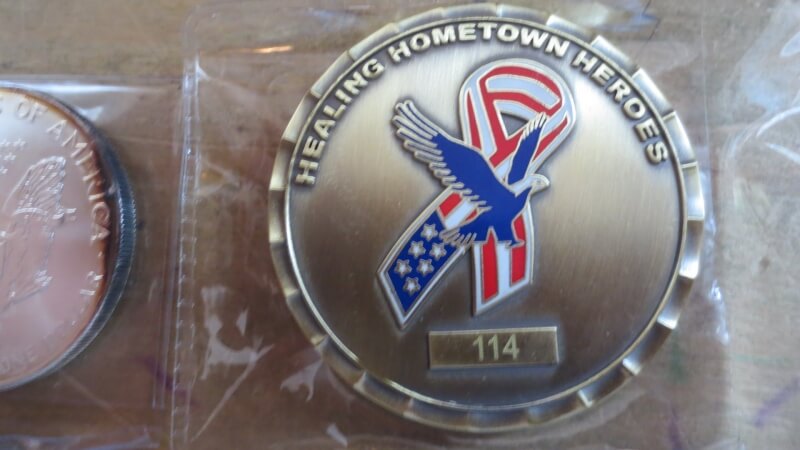 HEALING HOMETOWN HEROES
114
OF AMERICA